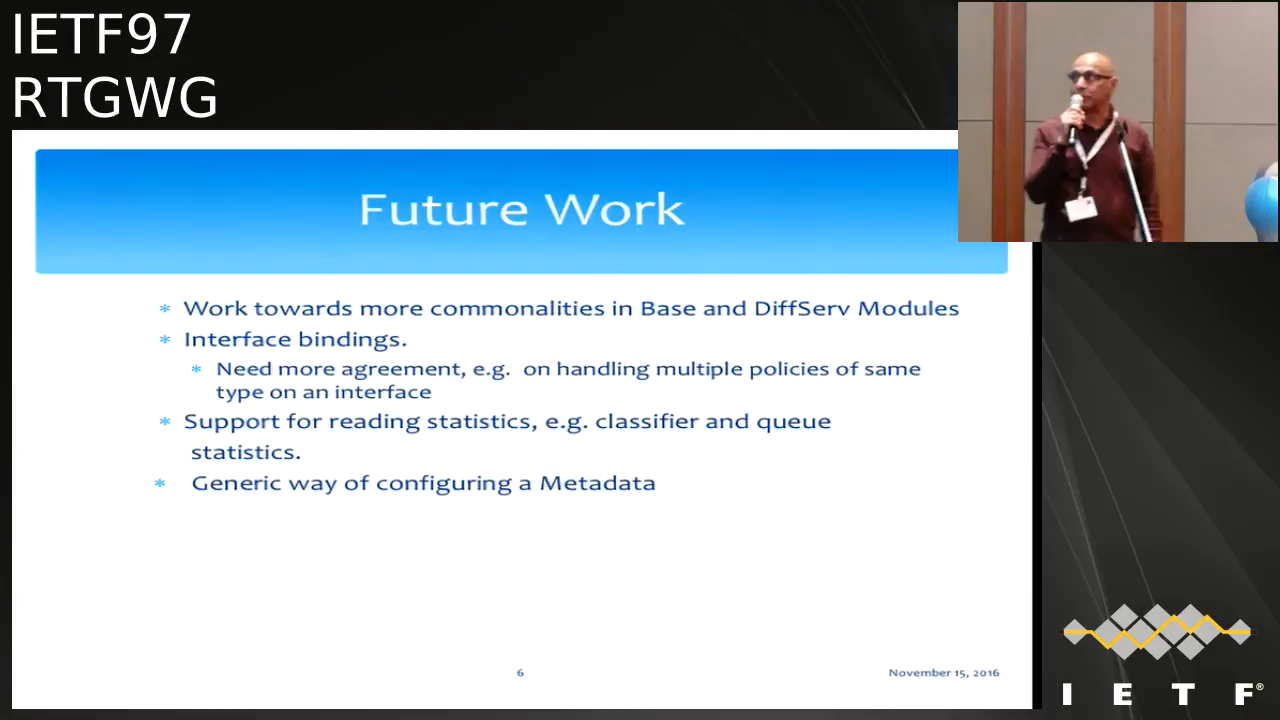 IETF97
RTGWG
Future Work
* Work towards more commonalities in Base and DiffServ Modules
* Interface bindings.
* Need more agreement, e.g. on handling multiple policies of same
type on an interface
* Support for reading statistics, e.g. classifier and queue
statistics.
* Generic way of configuring a Metadata
6
November 15, 2016
I E T F®